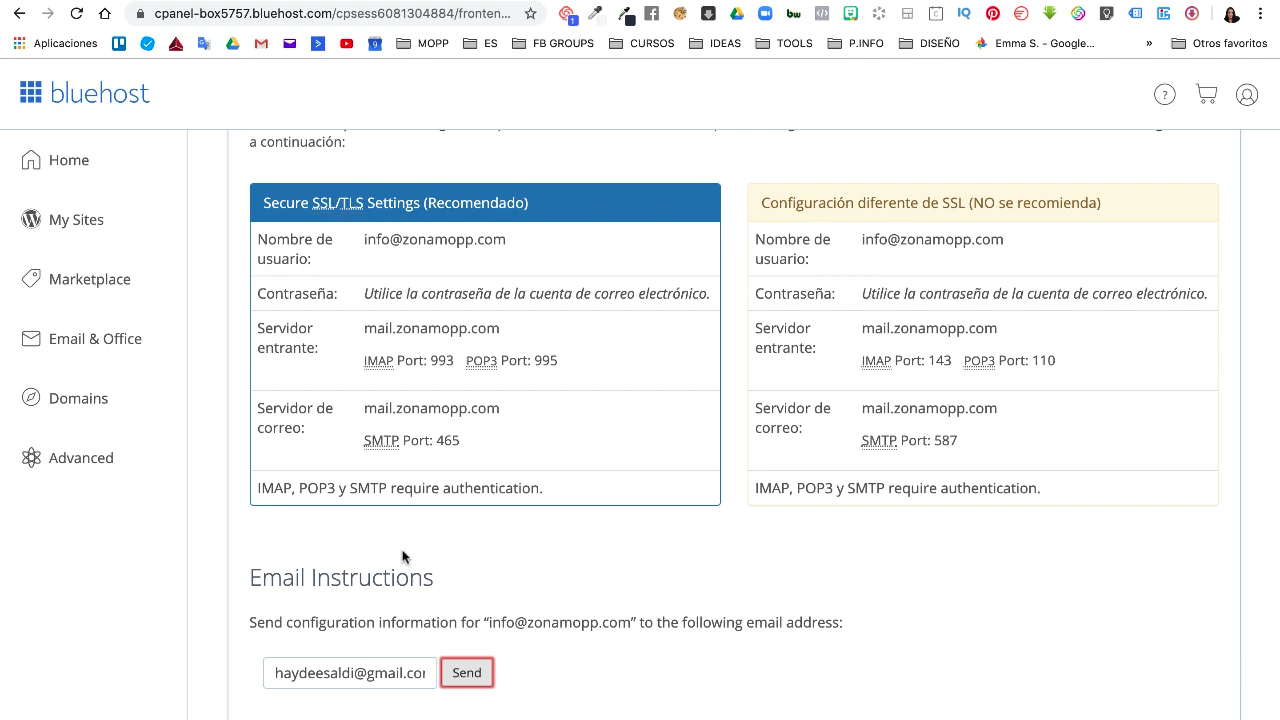 cpanel-box5757.bluehost.com/cpsess6081304884/fronten...
1
Aplicaciones
9
MOPP
ES
FB GROUPS
CURSOS
IDEAS
TOOLS
P.INFO
DISEÑO
Emma S. - Google...
»
Otros favoritos
bluehost
?
Home
My Sites
Marketplace
Email & Office
Domains
Advanced
a continuación:
Secure SSL/TLS Settings (Recomendado)
Nombre de usuario: info@zonamopp.com
Contraseña: Utilice la contraseña de la cuenta de correo electrónico.
Servidor entrante: mail.zonamopp.com
IMAP Port: 993 POP3 Port: 995
Servidor de correo: mail.zonamopp.com
SMTP Port: 465
IMAP, POP3 y SMTP require authentication.
Configuración diferente de SSL (NO se recomienda)
Nombre de usuario: info@zonamopp.com
Contraseña: Utilice la contraseña de la cuenta de correo electrónico.
Servidor entrante: mail.zonamopp.com
IMAP Port: 143 POP3 Port: 110
Servidor de correo: mail.zonamopp.com
SMTP Port: 587
IMAP, POP3 y SMTP require authentication.
Email Instructions
Send configuration information for “info@zonamopp.com” to the following email address:
haydeesaldi@gmail.co
Send